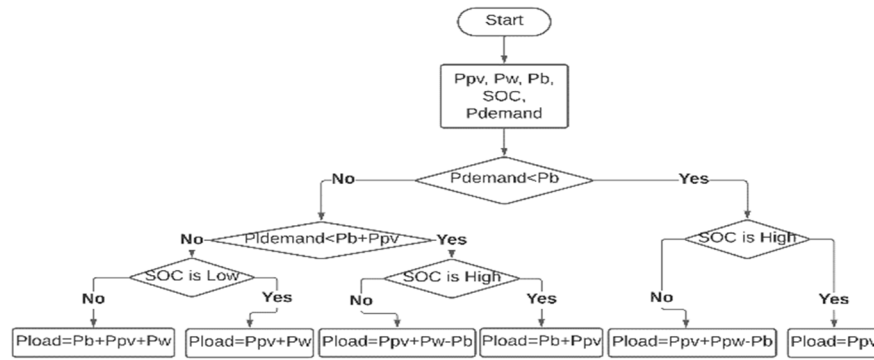 Start
Ppv, Pw, Pb,
SOC,
Pdemand
No
Pdemand<Pb
Yes
No
Pldemand<Pb+Ppv
Yes
SOC is High
SOC is Low
SOC is High
No
Yes
No
Yes
No
Yes
Pload=Pb+Ppv+Pw
Pload=Ppv+Pw
Pload=Ppv+Pw-Pb
Pload=Pb+Ppv
Pload=Ppv+Ppw-Pb
Pload=Ppv